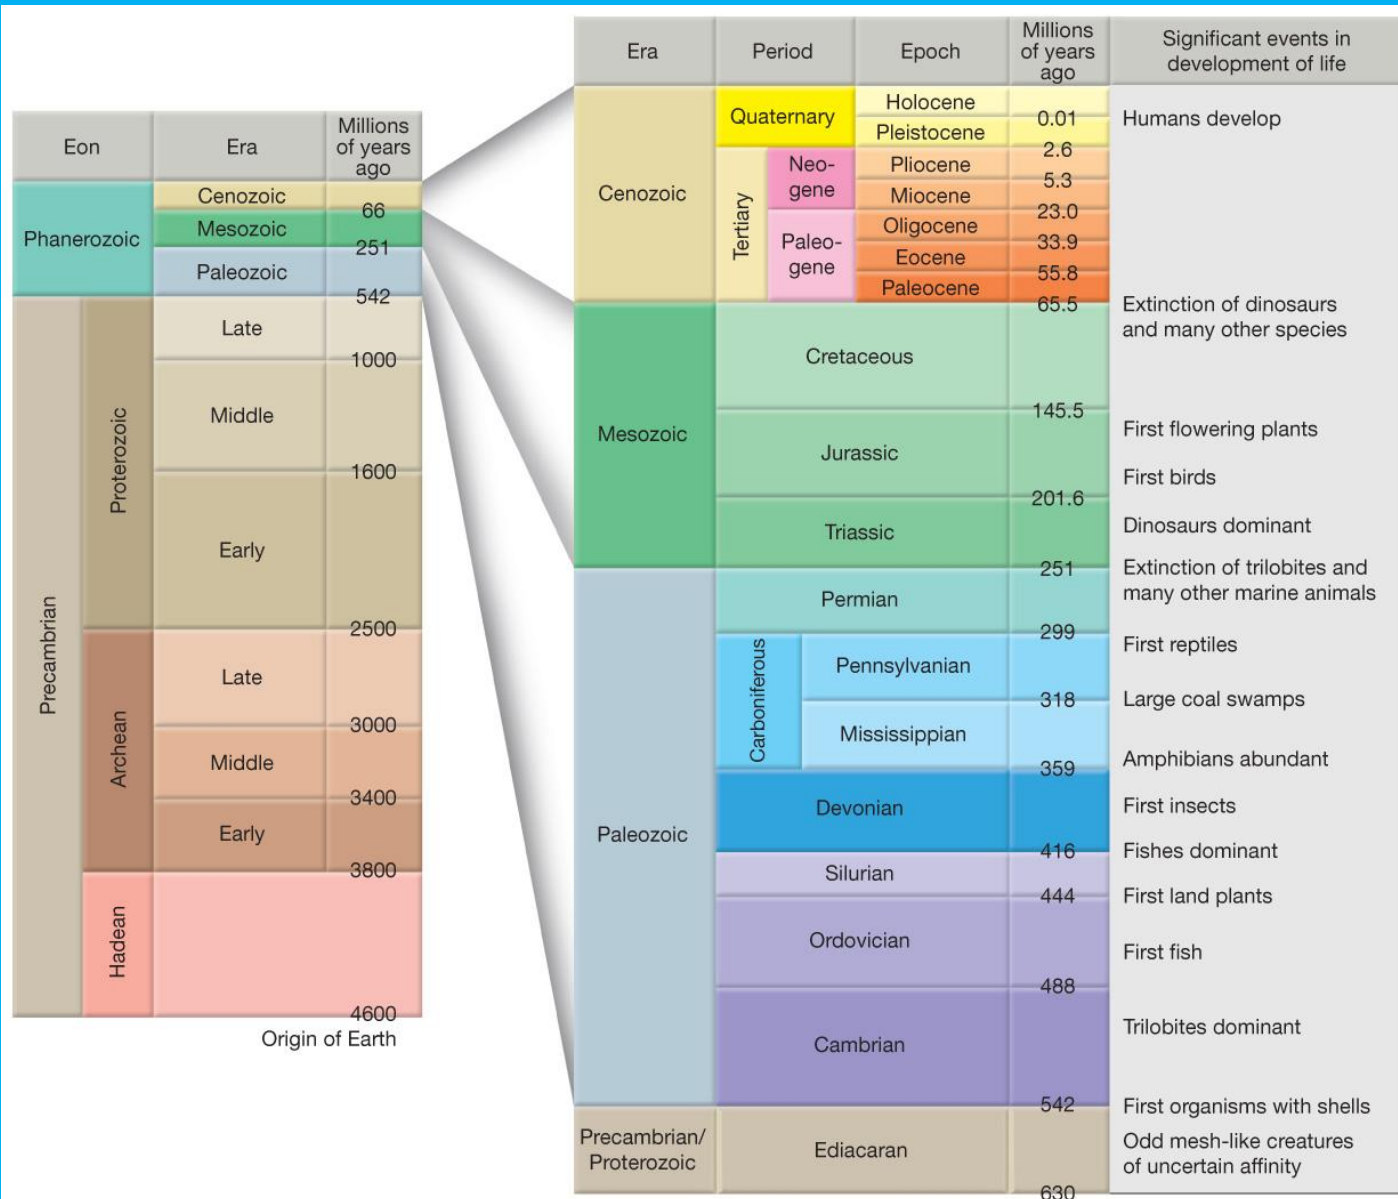 Eon
Era
Millions
of years
ago
Phanerozoic
Cenozoic
66
Mesozoic
251
Paleozoic
542
Precambrian
Proterozoic
Late
1000
Middle
1600
Early
2500
Archean
Late
3000
Middle
3400
Early
3800
Hadean
4600
Origin of Earth
Era
Period
Epoch
Millions
of years
ago
Significant events in
development of life
Cenozoic
Quaternary
Holocene
0.01
Humans develop
Pleistocene
2.6
Tertiary
Neo-
gene
Pliocene
5.3
Miocene
23.0
Paleo-
gene
Oligocene
33.9
Eocene
55.8
Paleocene
65.5
Extinction of dinosaurs
and many other species
Mesozoic
Cretaceous
145.5
First flowering plants
Jurassic
First birds
201.6
Triassic
Dinosaurs dominant
251
Extinction of trilobites and
many other marine animals
Paleozoic
Permian
299
First reptiles
Carboniferous
Pennsylvanian
318
Large coal swamps
Mississippian
Amphibians abundant
359
Devonian
First insects
416
Fishes dominant
Silurian
444
First land plants
Ordovician
First fish
488
Cambrian
Trilobites dominant
542
First organisms with shells
Precambrian/
Proterozoic
Ediacaran
Odd mesh-like creatures
of uncertain affinity
630